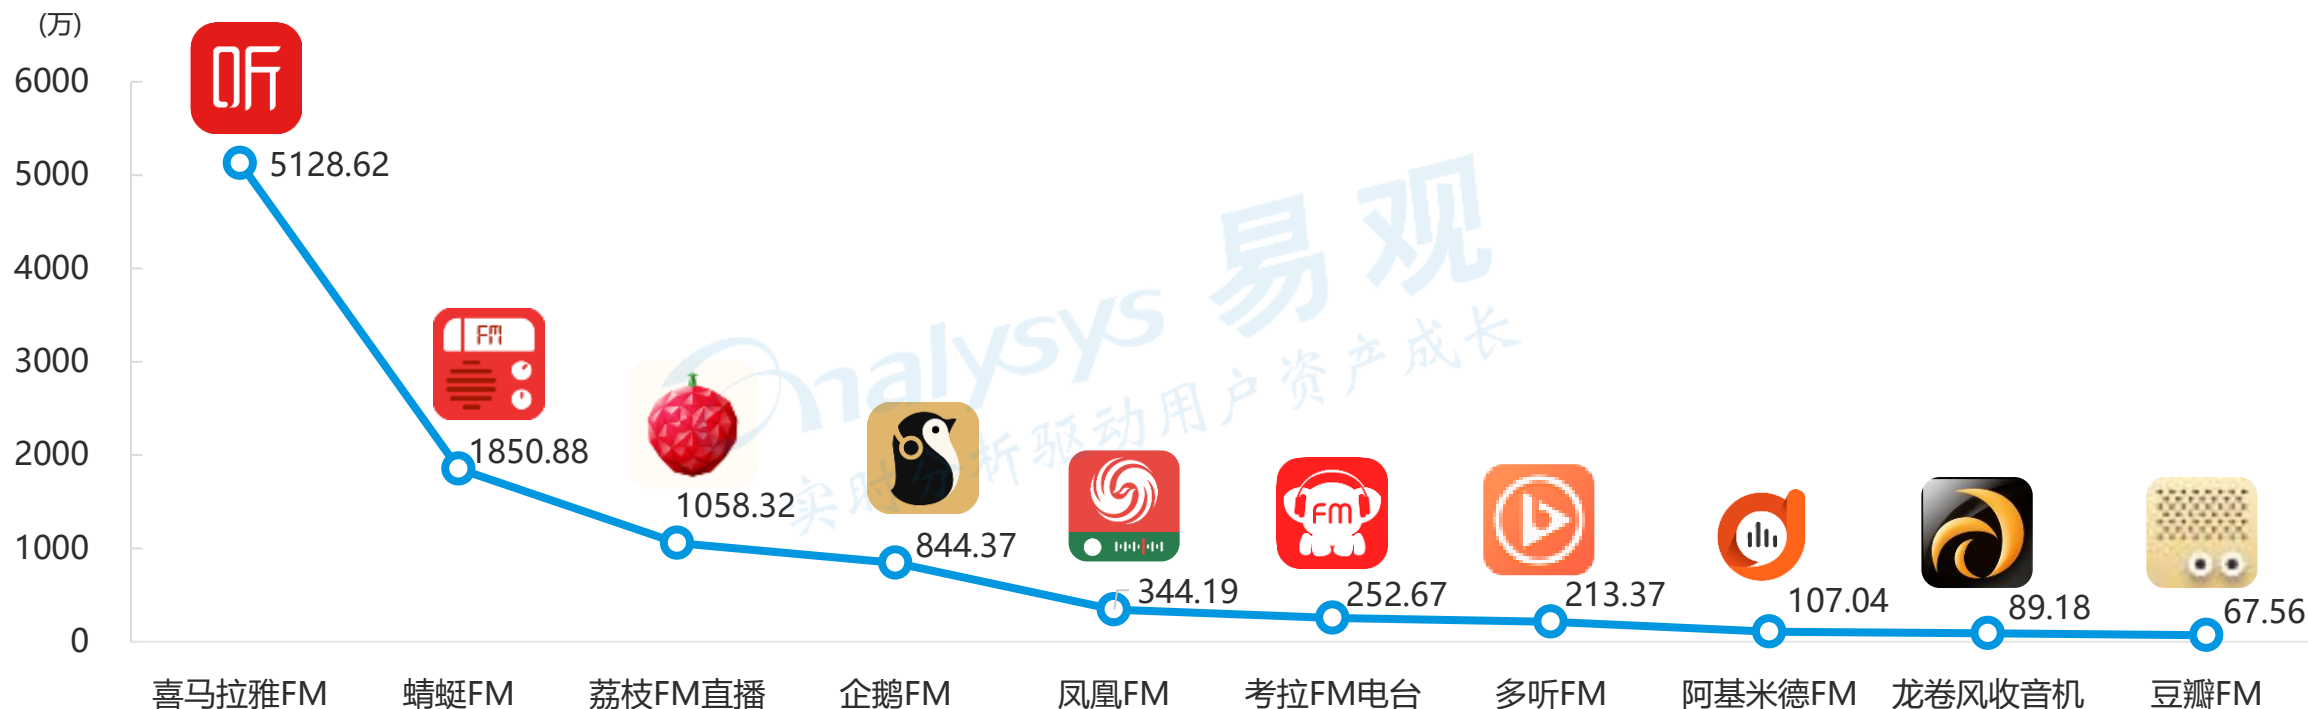 (万)
6000
5000
4000
3000
2000
1000
0
听
5128.62
FM
1850.88
1058.32
844.37
344.19
FM
252.67
b
213.37
107.04
89.18
67.56
analysys 易观
实时分析驱动用户资产成长
喜马拉雅FM 蜻蜓FM 荔枝FM直播 企鹅FM 凤凰FM 考拉FM电台 多听FM 阿基米德FM 龙卷风收音机 豆瓣FM